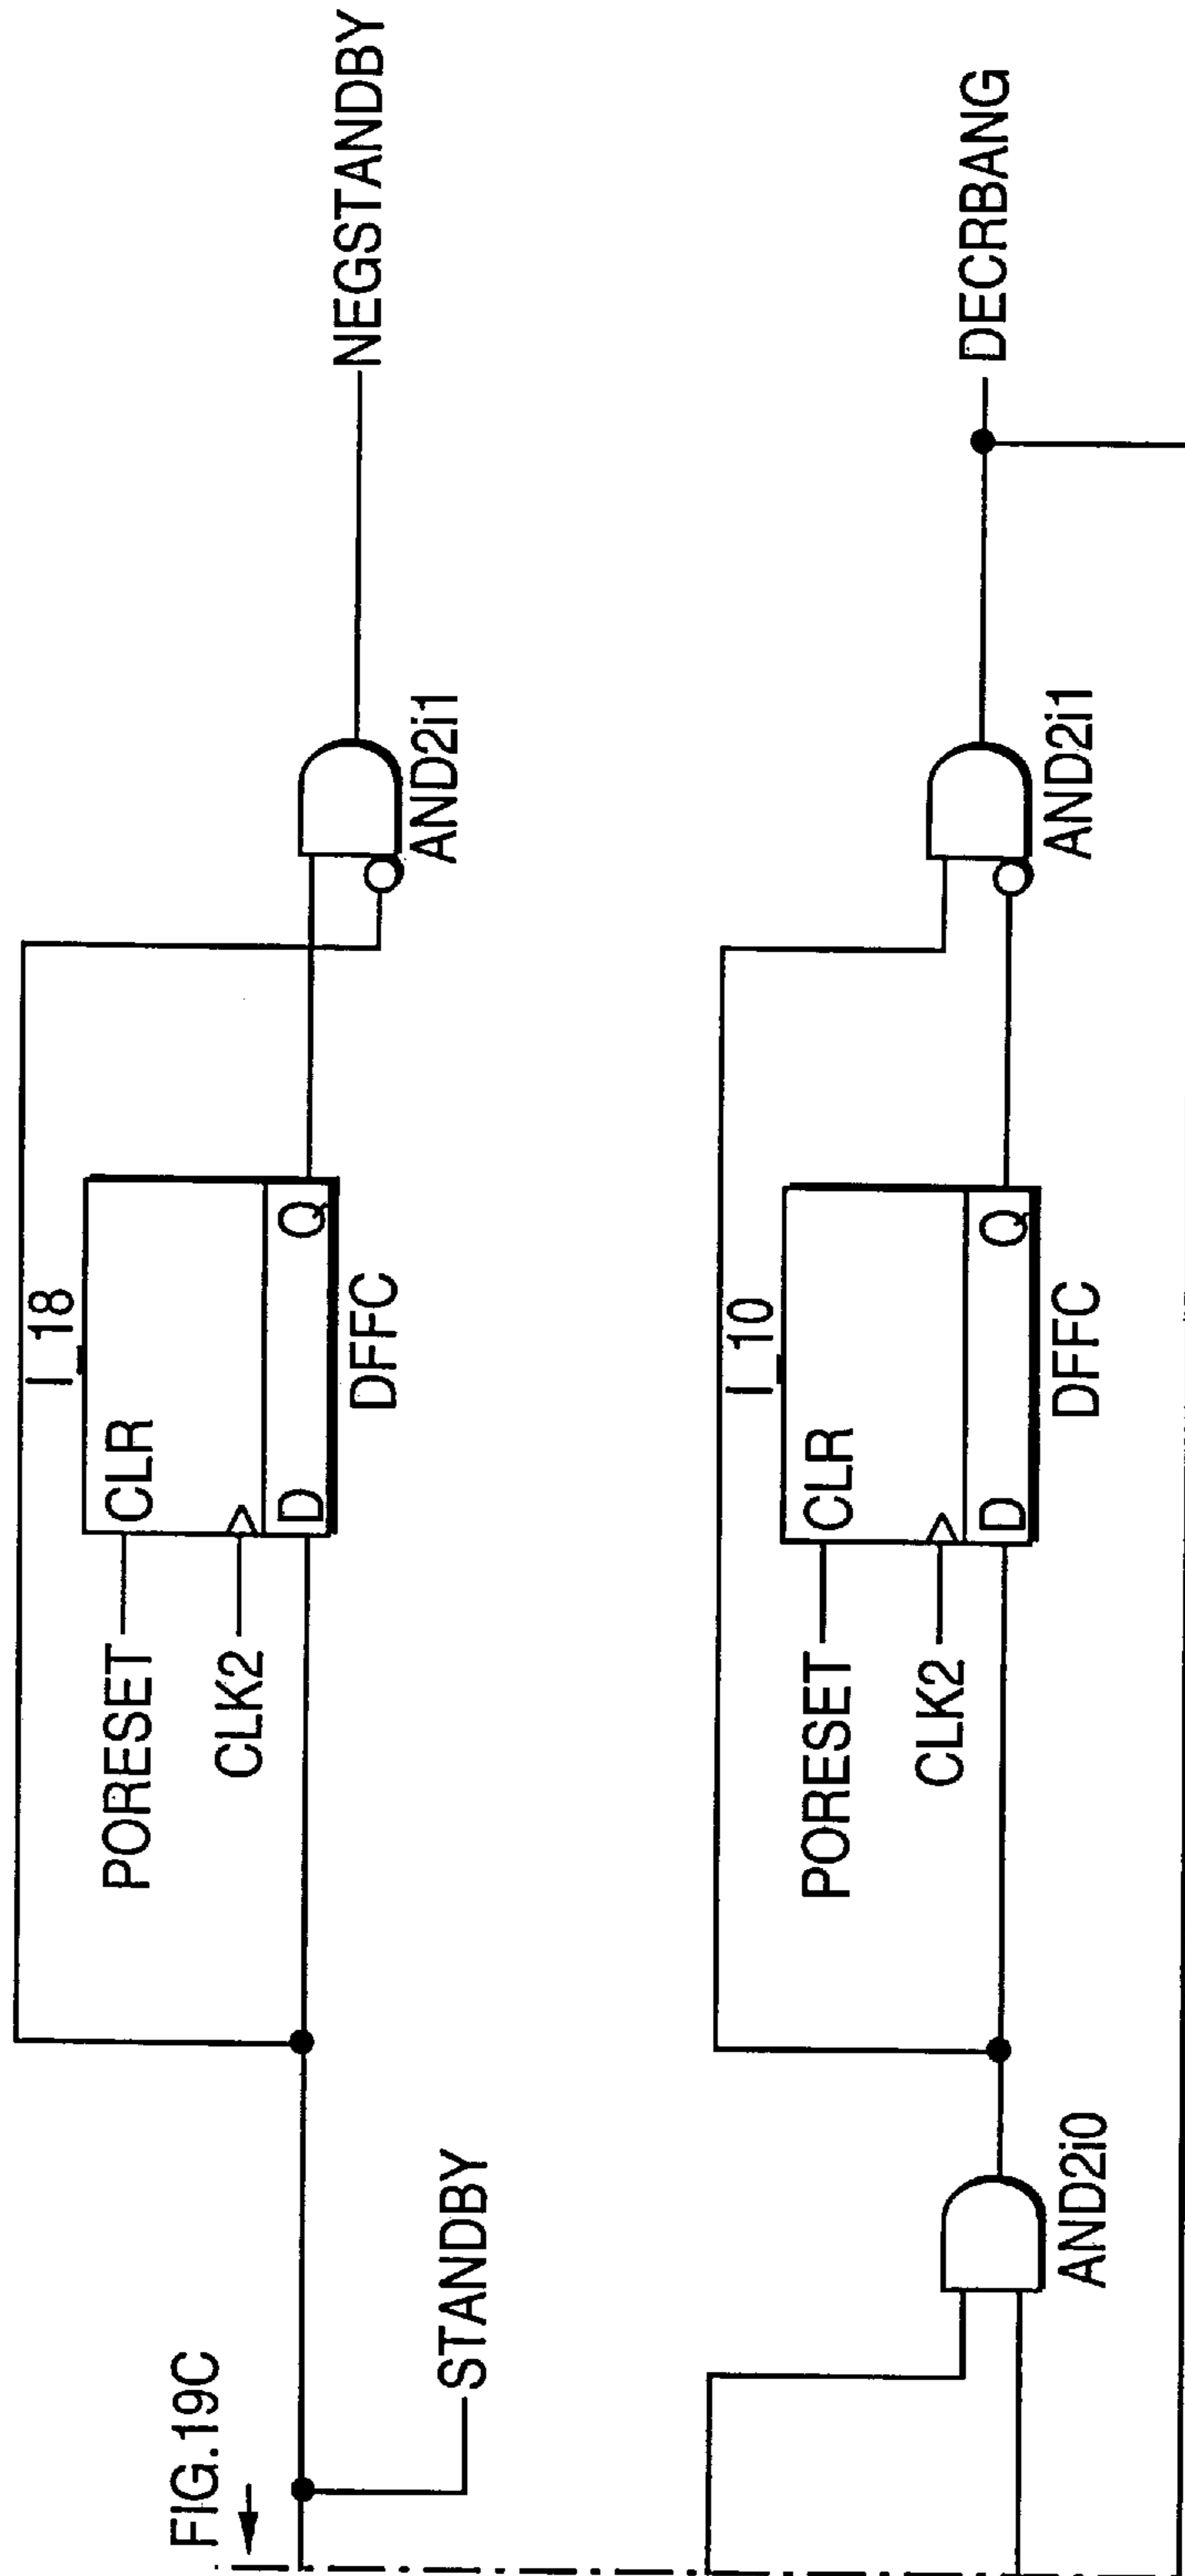 FIG.19C
STANDBY
PORESET
CLK2
I_18
CLR
D
Q
DFFC
AND2i1
NEGSTANDBY
AND2i0
PORESET
CLK2
I_10
CLR
D
Q
DFFC
AND2i1
DECRBANG